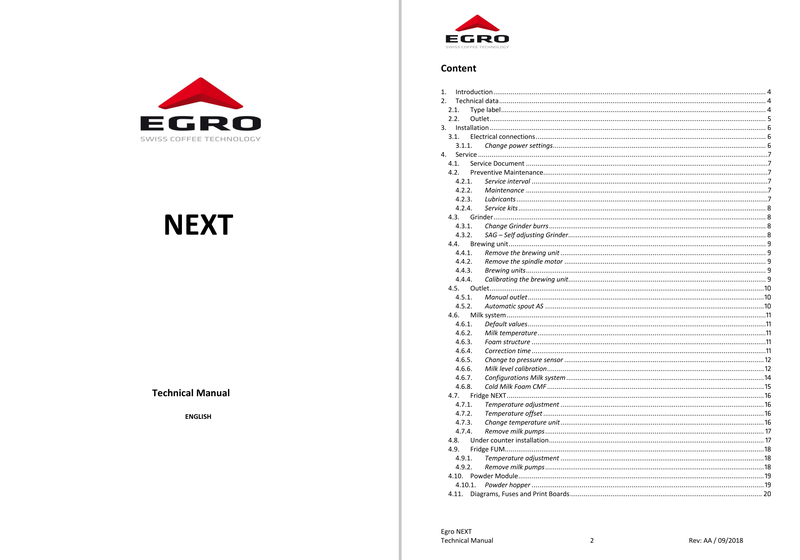 EGRO
SWISS COFFEE TECHNOLOGY
NEXT
Technical Manual
ENGLISH
EGRO
SWISS COFFEE TECHNOLOGY
Content
1. Introduction 4
2. Technical data 4
2.1. Type label 4
2.2. Outlet 5
3. Installation 6
3.1. Electrical connections 6
3.1.1. Change power settings 6
4. Service 7
4.1. Service Document 7
4.2. Preventive Maintenance 7
4.2.1. Service interval 7
4.2.2. Maintenance 7
4.2.3. Lubricants 7
4.2.4. Service kits 8
4.3. Grinder 8
4.3.1. Change Grinder burrs 8
4.3.2. SAG – Self adjusting Grinder 8
4.4. Brewing unit 9
4.4.1. Remove the brewing unit 9
4.4.2. Remove the spindle motor 9
4.4.3. Brewing units 9
4.4.4. Calibrating the brewing unit 9
4.5. Outlet 10
4.5.1. Manual outlet 10
4.5.2. Automatic spout AS 10
4.6. Milk system 11
4.6.1. Default values 11
4.6.2. Milk temperature 11
4.6.3. Foam structure 11
4.6.4. Correction time 11
4.6.5. Change to pressure sensor 12
4.6.6. Milk level calibration 12
4.6.7. Configurations Milk system 14
4.6.8. Cold Milk Foam CMF 15
4.7. Fridge NEXT 16
4.7.1. Temperature adjustment 16
4.7.2. Temperature offset 16
4.7.3. Change temperature unit 16
4.7.4. Remove milk pumps 17
4.8. Under counter installation 17
4.9. Fridge FUM 18
4.9.1. Temperature adjustment 18
4.9.2. Remove milk pumps 18
4.10. Powder Module 19
4.10.1. Powder hopper 19
4.11. Diagrams, Fuses and Print Boards 20
Egro NEXT
Technical Manual 2 Rev: AA / 09/2018